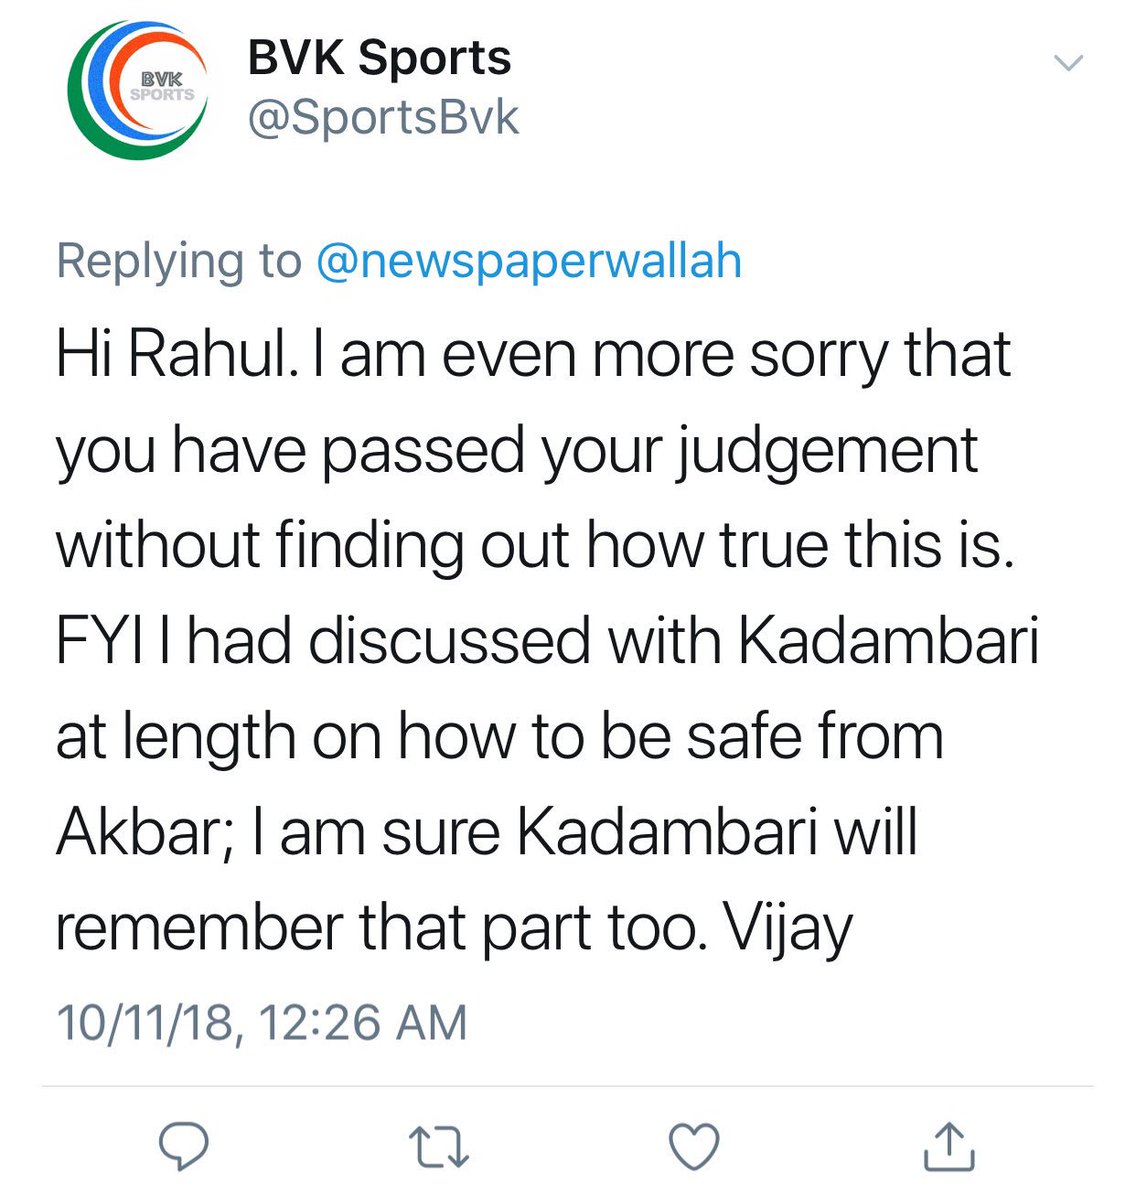 BVK
SPORTS
BVK Sports
@SportsBvk
Replying to @newspaperwallah
Hi Rahul. I am even more sorry that
you have passed your judgement
without finding out how true this is.
FYI I had discussed with Kadambari
at length on how to be safe from
Akbar; I am sure Kadambari will
remember that part too. Vijay
10/11/18, 12:26 AM